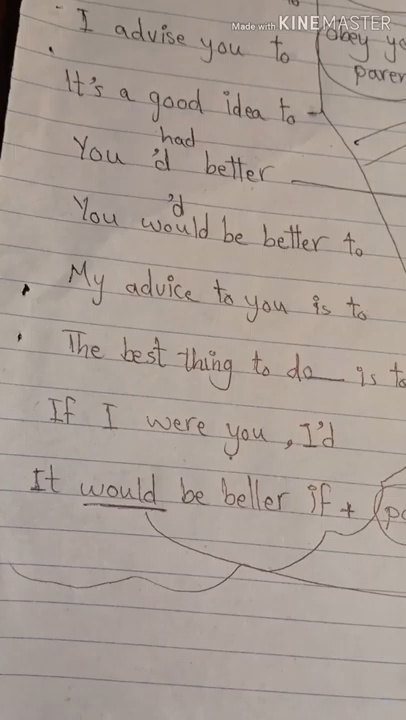 Made with KINEMASTER
- I advise you to
obey
paren
It's a good idea to
had
You 'd better
'd
You would be better to
My advice to you is to
The best thing to do is to
If I were you, I'd
It would be beller if +